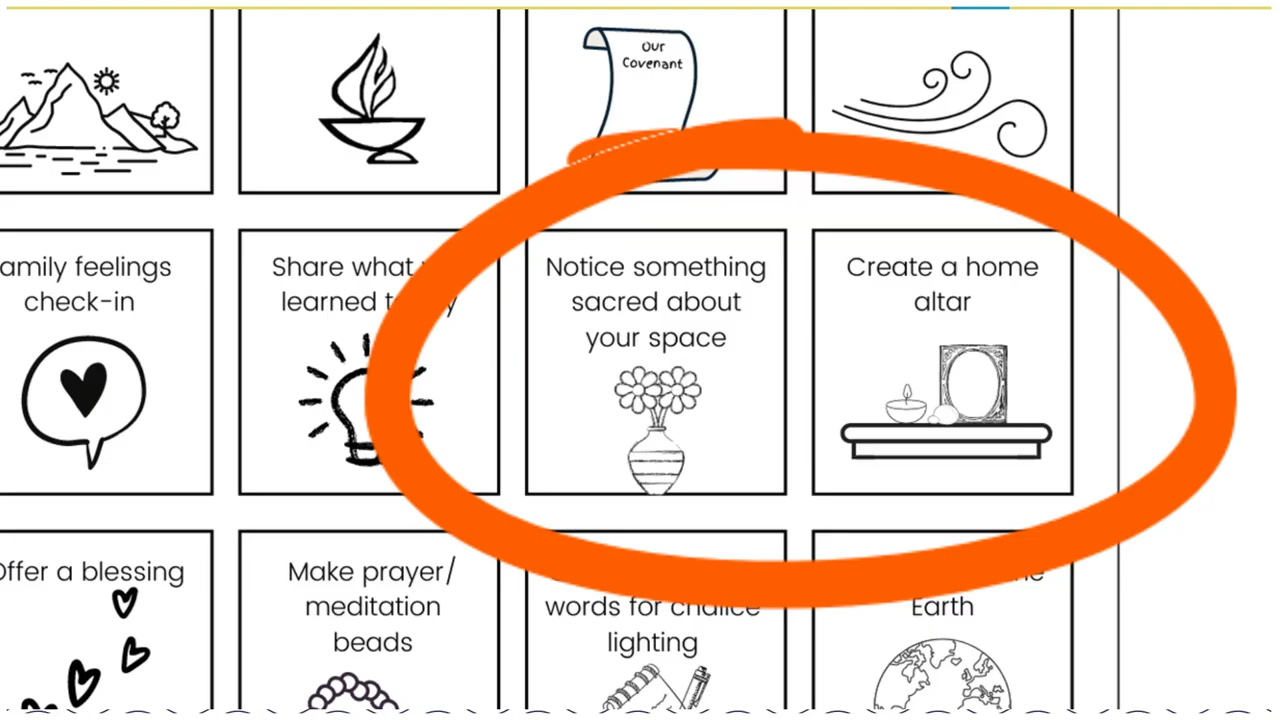 Our
Covenant
amily feelings
check-in
Share what
learned
Notice something
sacred about
your space
Create a home
altar
Offer a blessing
Make prayer/
meditation
beads
words for chalice
lighting
Earth